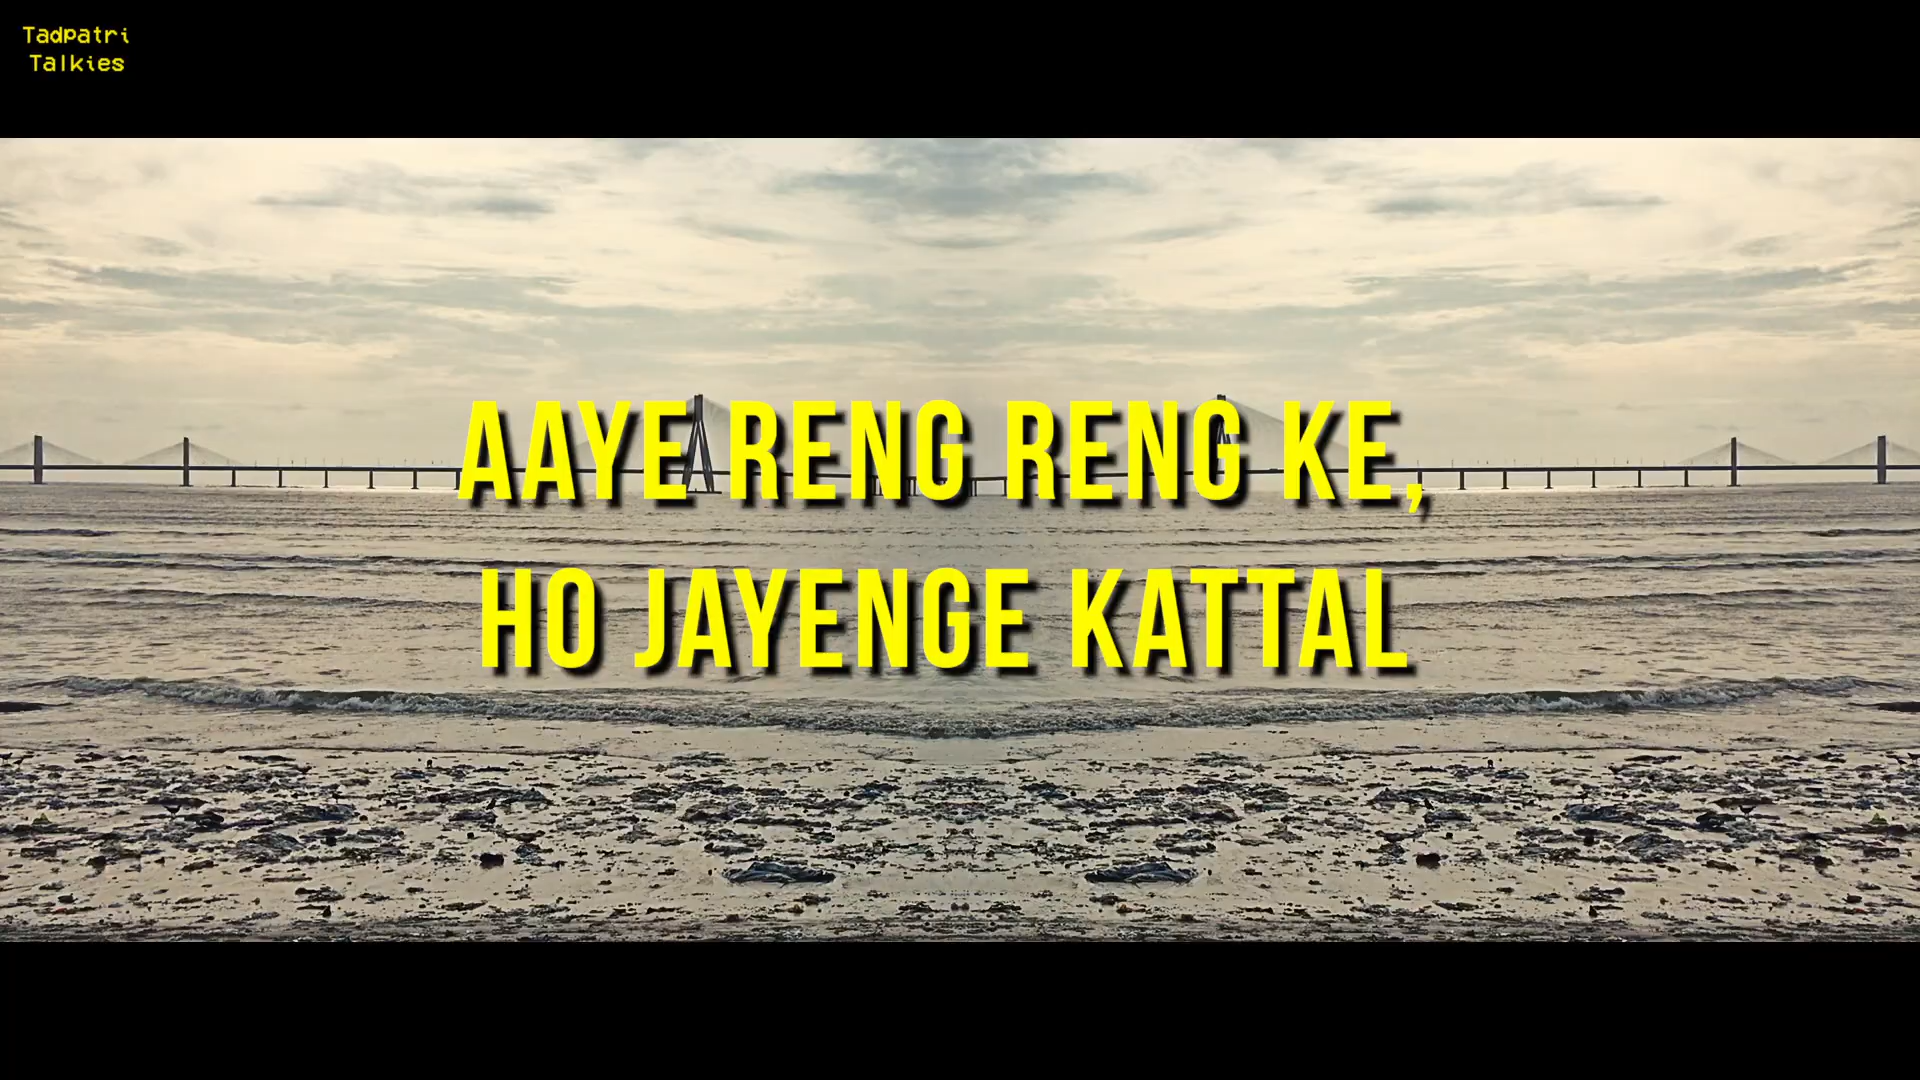 Tadpatri
Talkies
AAYE RENG RENG KE,
HO JAYENGE KATTAL